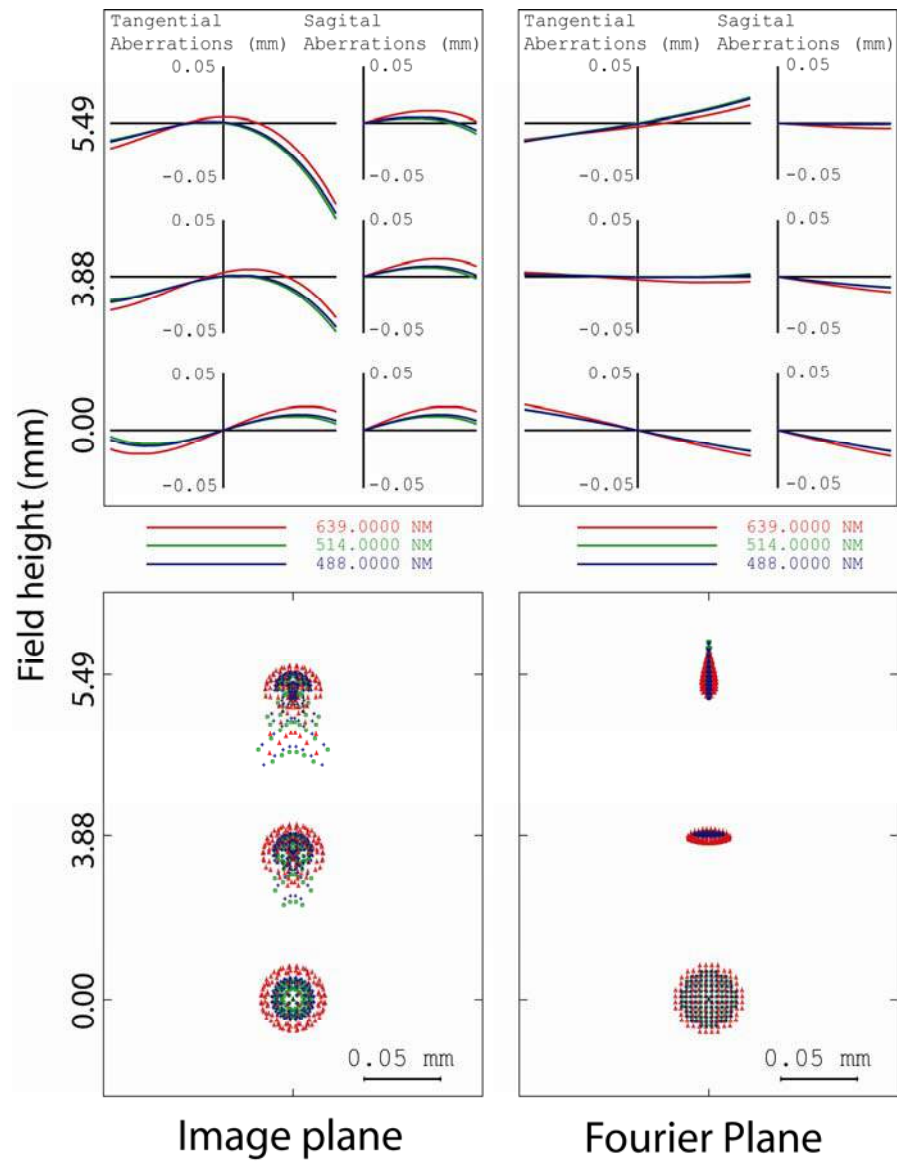 Tangential Sagital Tangential Sagital
Aberrations (mm) Aberrations (mm) Aberrations (mm) Aberrations (mm)
0.05 0.05 0.05 0.05
5.49
-0.05 -0.05 -0.05 -0.05
0.05 0.05 0.05 0.05
3.88
-0.05 -0.05 -0.05 -0.05
0.05 0.05 0.05 0.05
0.00
-0.05 -0.05 -0.05 -0.05
Field height (mm)
639.0000 NM 639.0000 NM
514.0000 NM 514.0000 NM
488.0000 NM 488.0000 NM
5.49
3.88
0.00
0.05 mm 0.05 mm
Image plane Fourier Plane